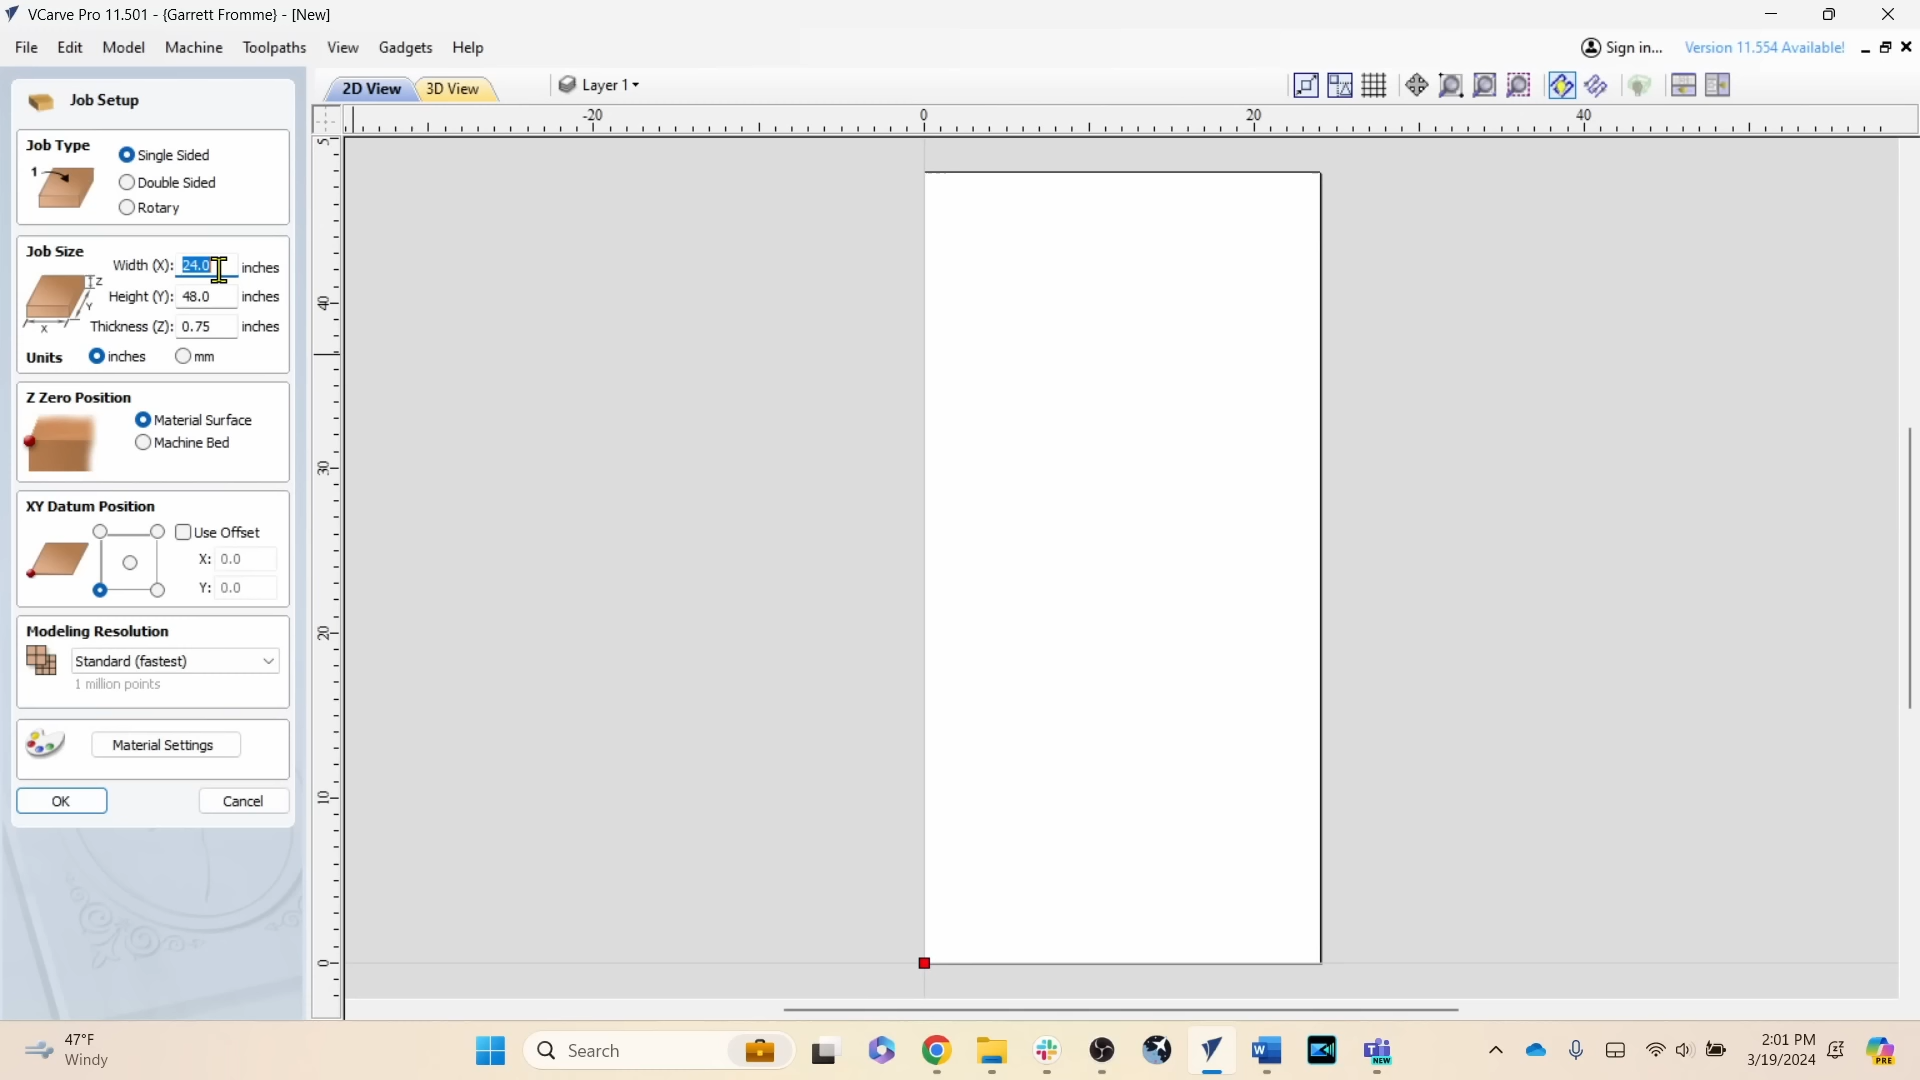 VCarve Pro 11.501 - {Garrett Fromme} - [New]
File Edit Model Machine Toolpaths View Gadgets Help
Sign in... Version 11.554 Available!
Job Setup
2D View 3D View Layer 1
-20 0 20 40
Job Type
1
Single Sided
Double Sided
Rotary
Job Size
Width (X): 24.0 inches
Height (Y): 48.0 inches
Thickness (Z): 0.75 inches
Z
Y
X
Units inches mm
Z Zero Position
Material Surface
Machine Bed
XY Datum Position
Use Offset
X: 0.0
Y: 0.0
Modeling Resolution
Standard (fastest)
1 million points
Material Settings
OK Cancel
5
40
30
20
10
0
47°F
Windy
Search
NEW
2:01 PM
3/19/2024
PRE